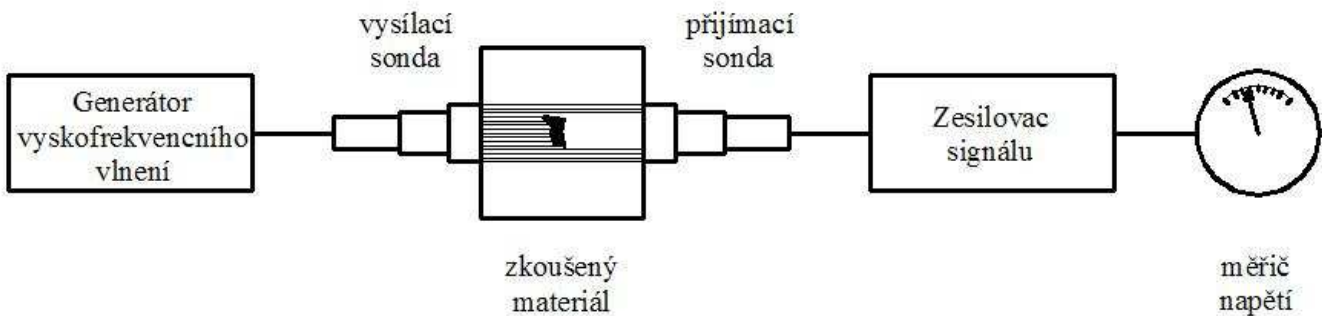 vysílací
sonda
přijímací
sonda
Generátor
vyskofrekvencního
vlnení
Zesilovac
signálu
zkoušený
materiál
měřič
napětí